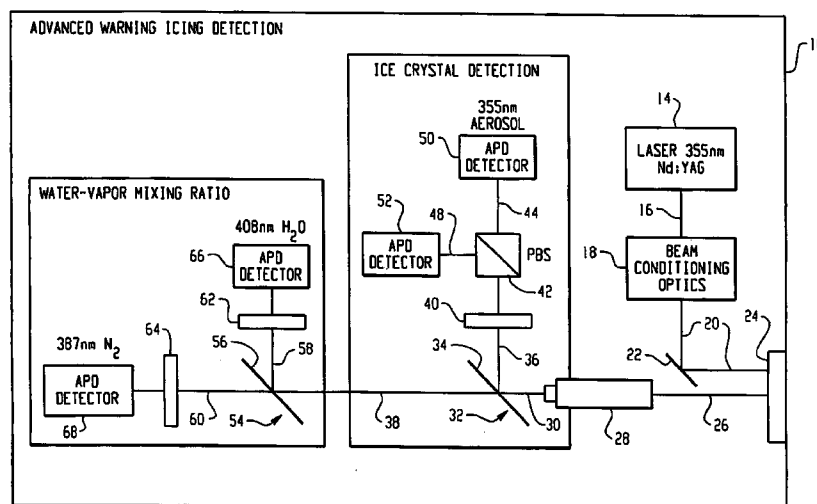 ADVANCED WARNING ICING DETECTION
1
ICE CRYSTAL DETECTION
355nm
AEROSOL
50
APD
DETECTOR
14
LASER 355nm
Nd:YAG
16
44
52
48
APD
DETECTOR
PBS
42
18
BEAM
CONDITIONING
OPTICS
WATER-VAPOR MIXING RATIO
408nm H2O
66
APD
DETECTOR
62
40
20
24
22
64
387nm N2
56
58
34
36
APD
DETECTOR
68
60
54
38
32
30
28
26